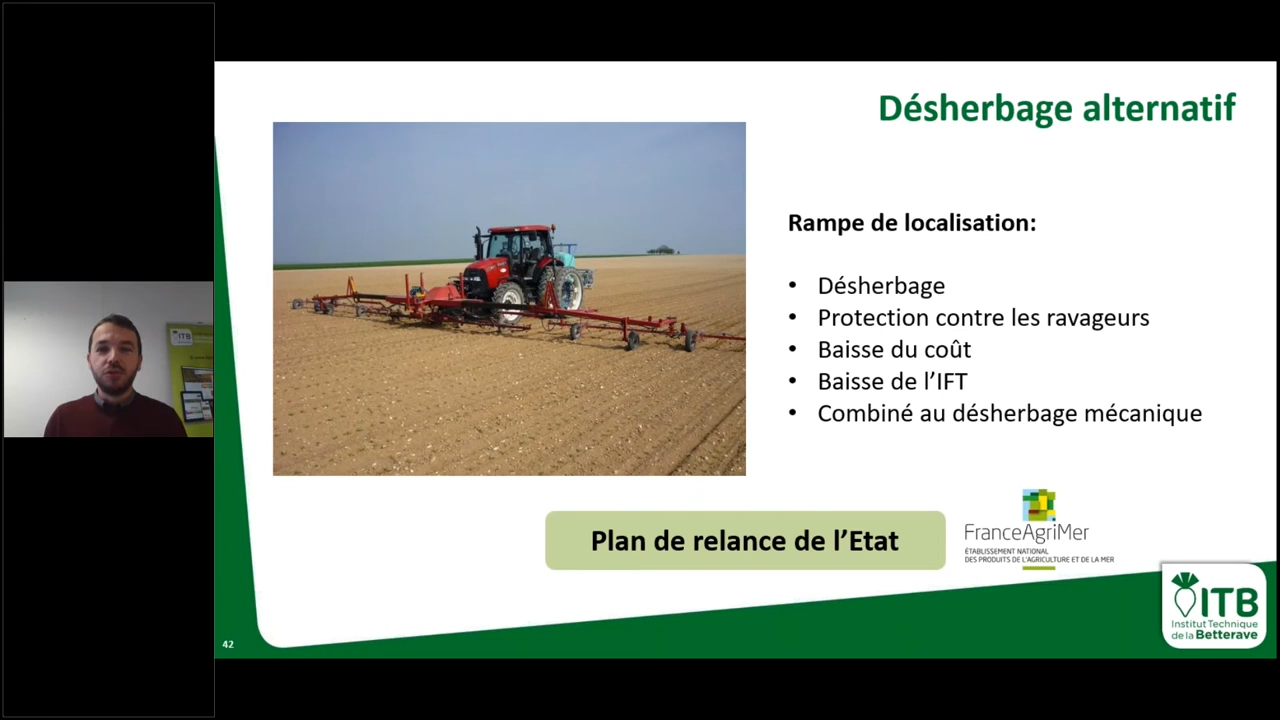 Désherbage alternatif
Rampe de localisation:
• Désherbage
• Protection contre les ravageurs
• Baisse du coût
• Baisse de l’IFT
• Combiné au désherbage mécanique
Plan de relance de l’Etat
FranceAgriMer
ÉTABLISSEMENT NATIONAL
DES PRODUITS DE L'AGRICULTURE ET DE LA MER
ITB
Institut Technique
de la Betterave
42
ITB